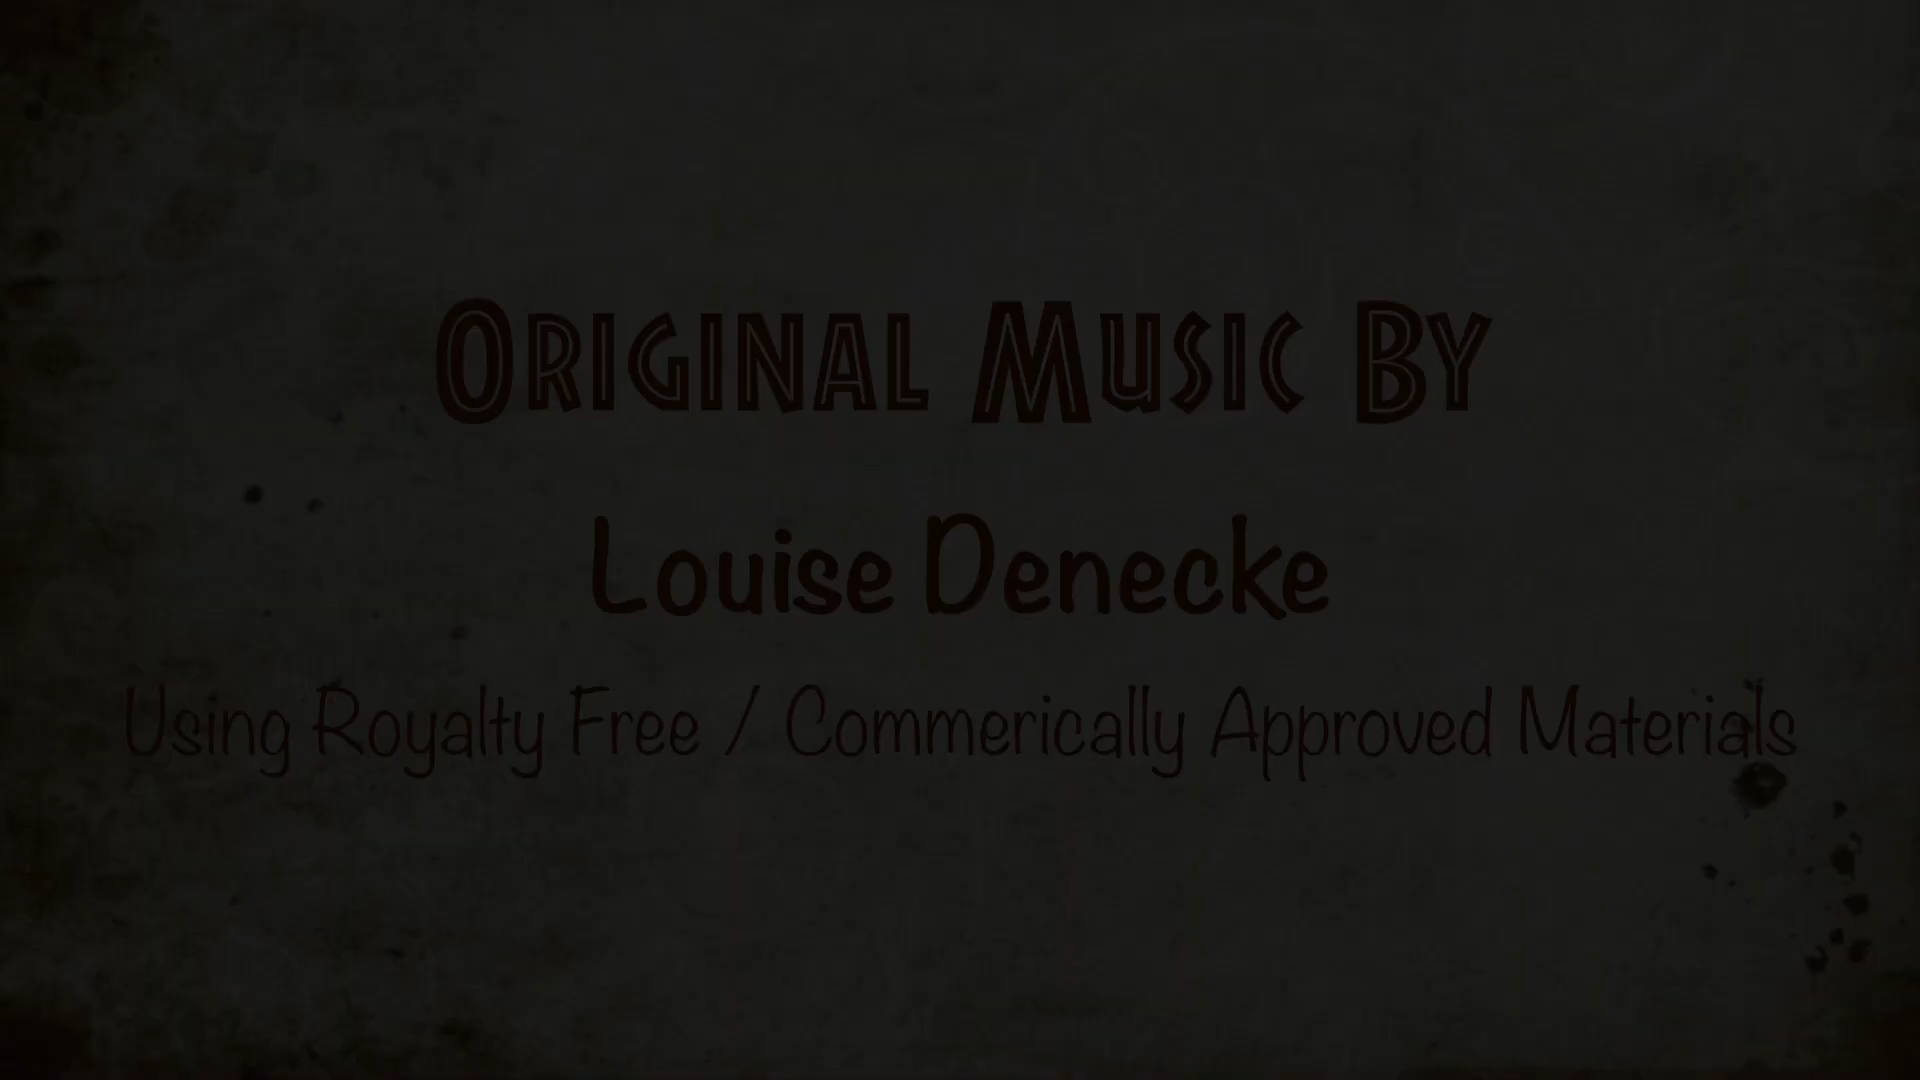 Original Music By
Louise Denecke
Using Royalty Free / Commerically Approved Materials